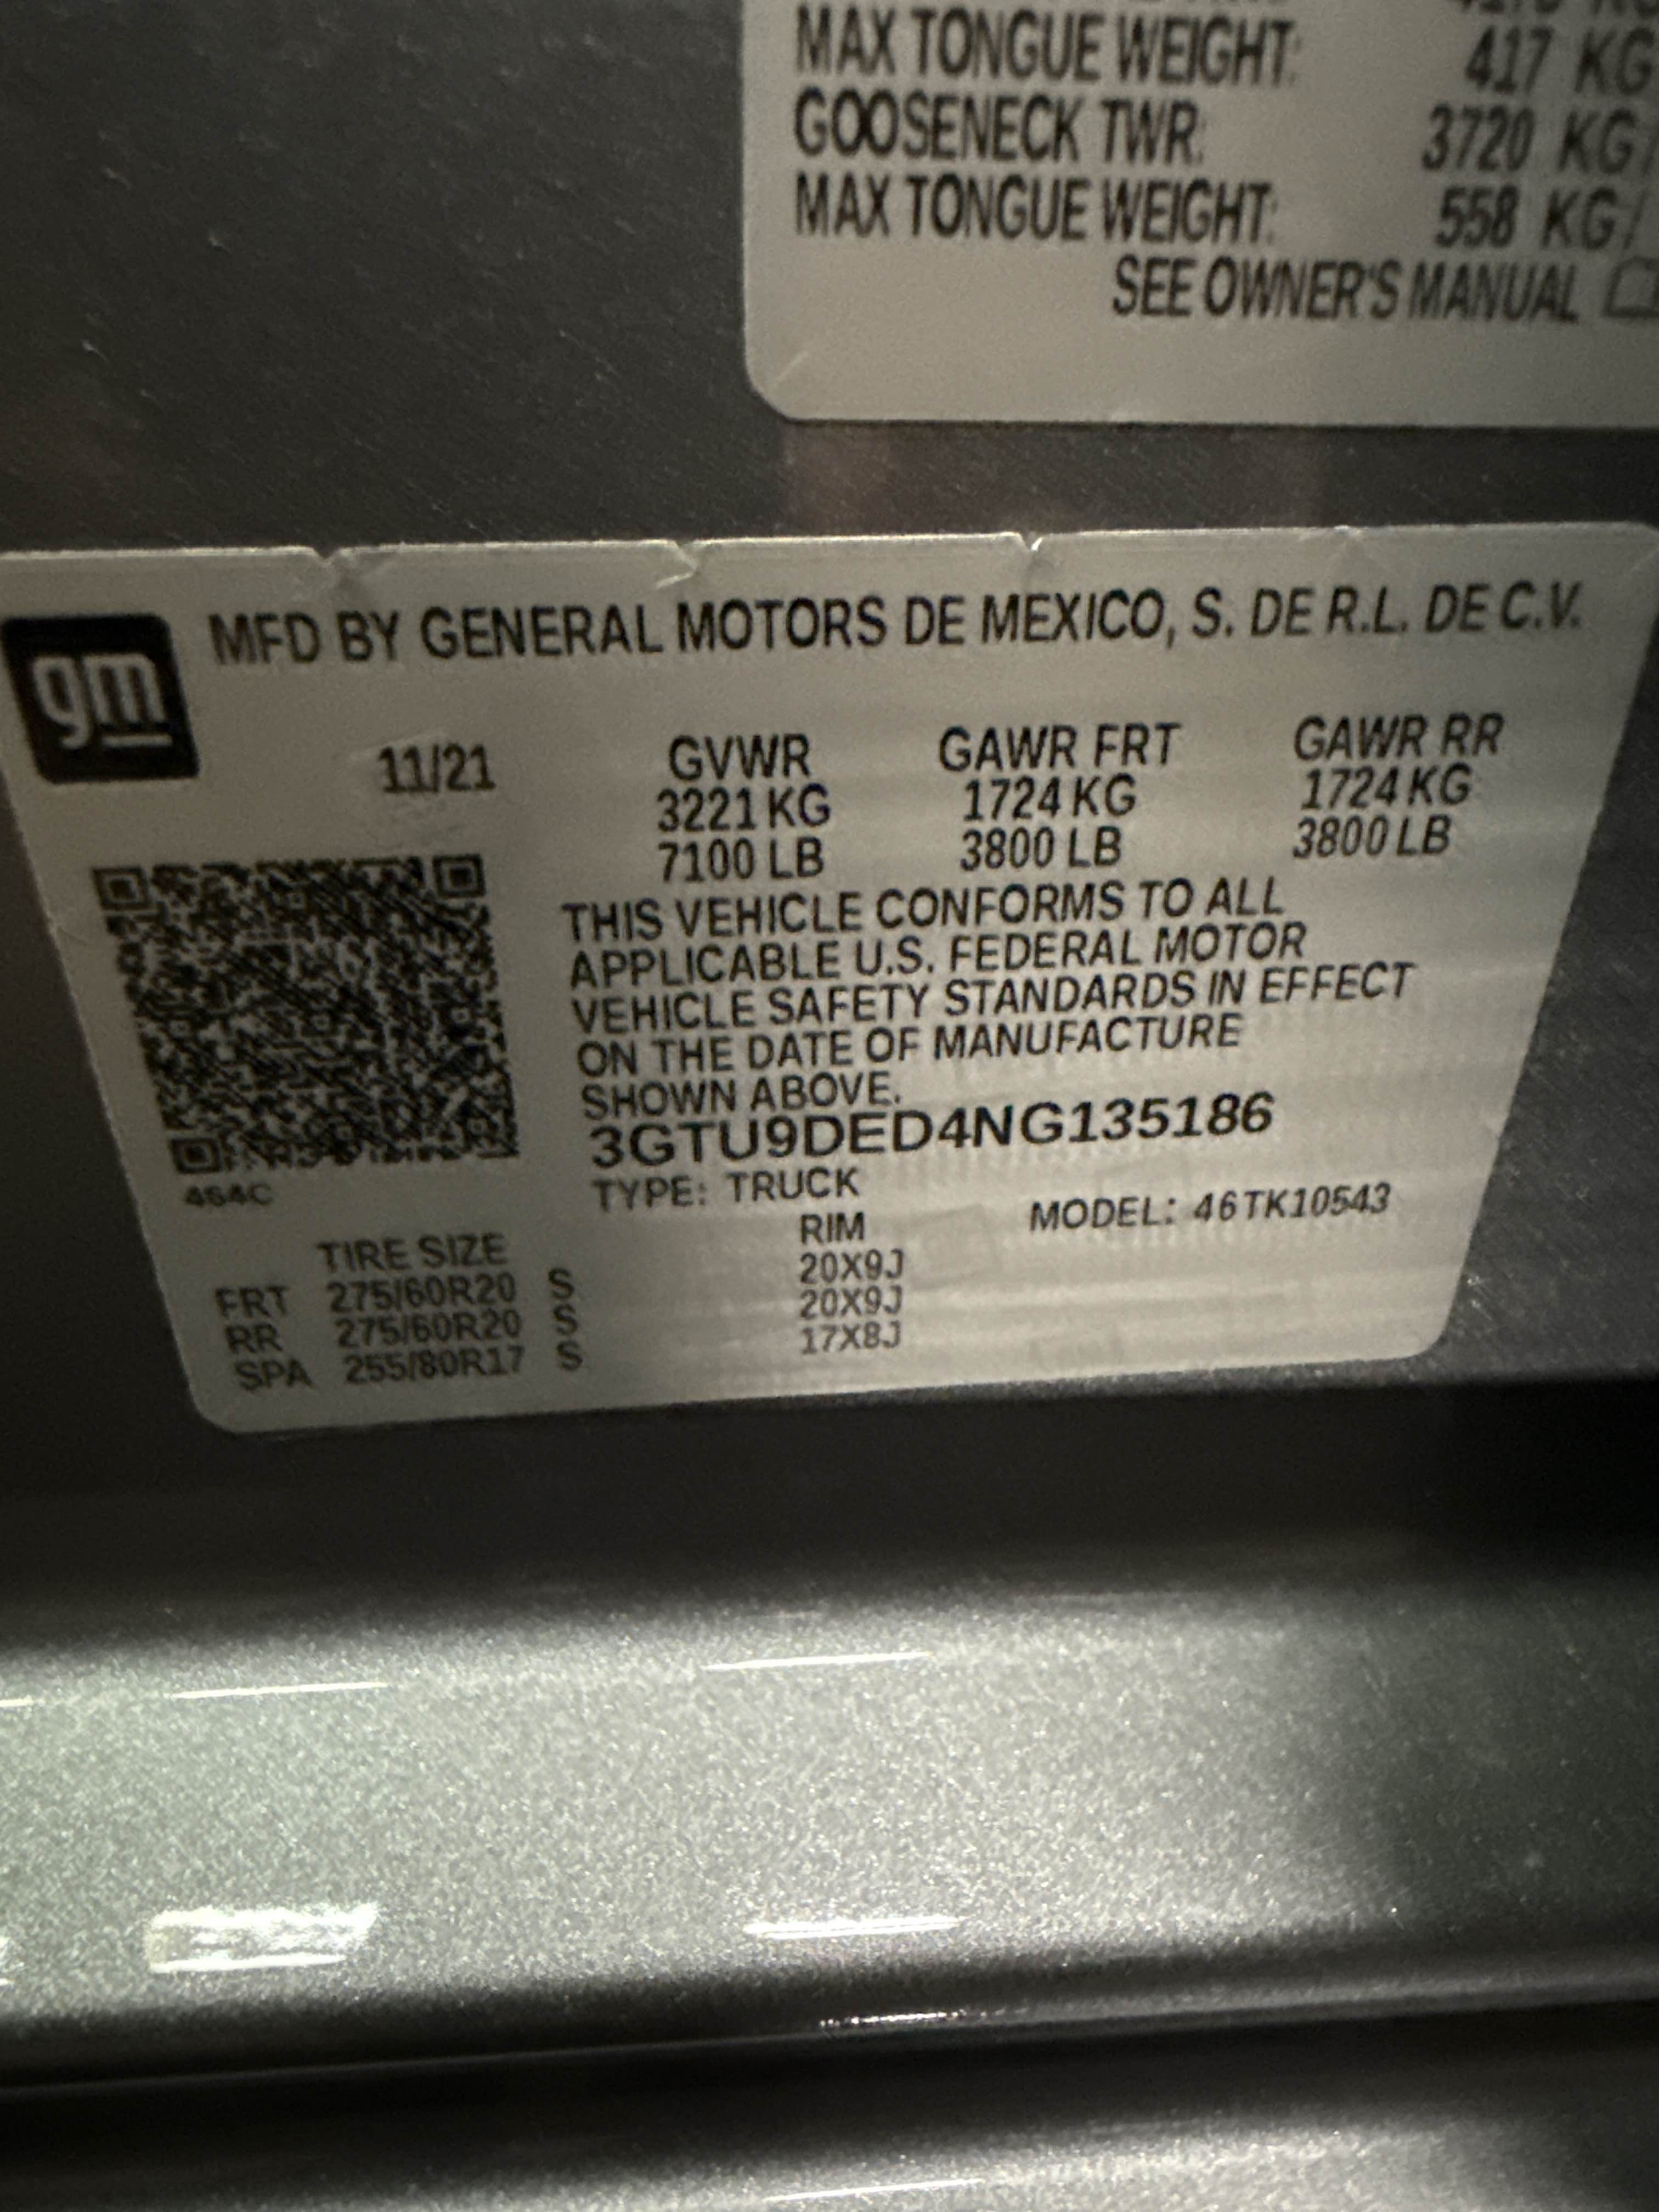 MAX TONGUE WEIGHT: 417 KG
GOOSENECK TWR: 3720 KG/
MAX TONGUE WEIGHT: 558 KG/
SEE OWNER'S MANUAL
gm
MFD BY GENERAL MOTORS DE MEXICO, S. DE R.L. DE C.V.
11/21 GVWR GAWR FRT GAWR RR
3221 KG 1724 KG 1724 KG
7100 LB 3800 LB 3800 LB
THIS VEHICLE CONFORMS TO ALL
APPLICABLE U.S. FEDERAL MOTOR
VEHICLE SAFETY STANDARDS IN EFFECT
ON THE DATE OF MANUFACTURE
SHOWN ABOVE.
3GTU9DED4NG135186
464C
TYPE: TRUCK MODEL: 46TK10543
TIRE SIZE RIM
FRT 275/60R20 S 20X9J
RR 275/60R20 S 20X9J
SPA 255/80R17 S 17X8J